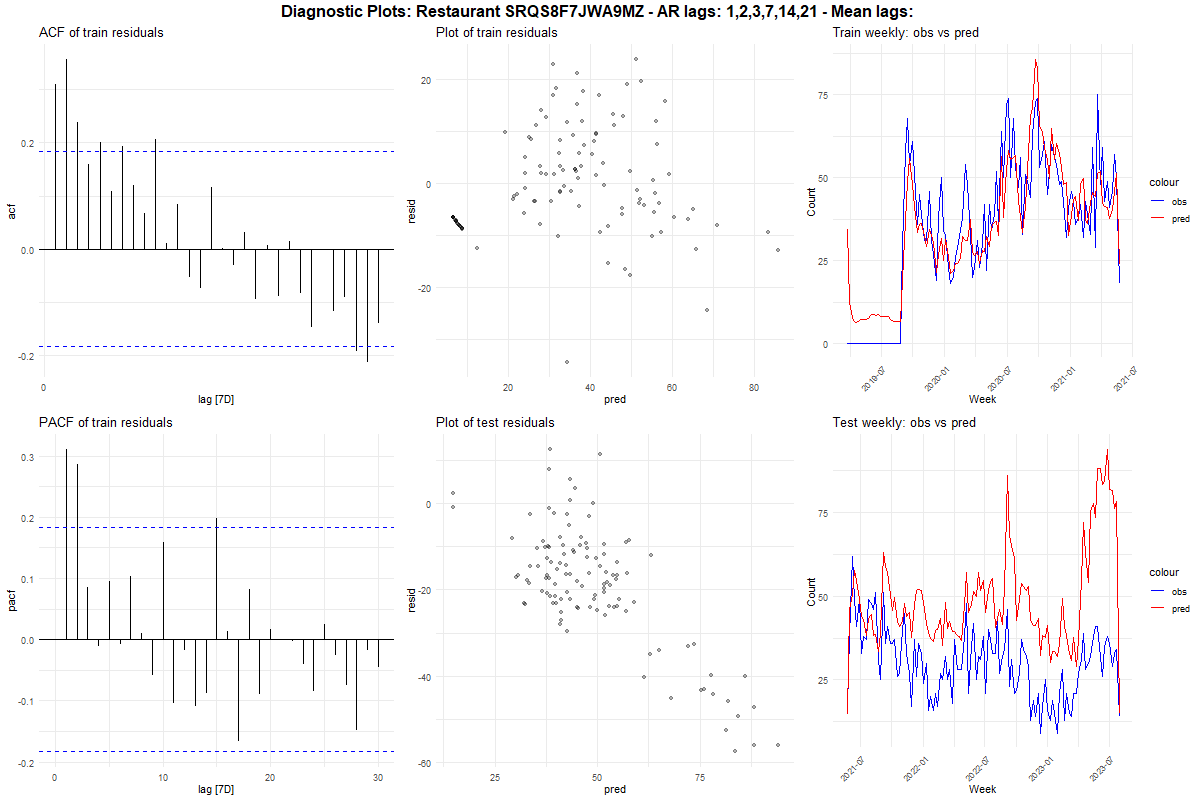 Diagnostic Plots: Restaurant SRQS8F7JWA9MZ - AR lags: 1,2,3,7,14,21 - Mean lags:
ACF of train residuals
acf
0.2
0.0
-0.2
0
lag [7D]
Plot of train residuals
resid
20
0
-20
20
40
60
80
pred
Train weekly: obs vs pred
Count
75
50
25
0
2019-07
2020-01
2020-07
2021-01
2021-07
Week
colour
obs
pred
PACF of train residuals
pacf
0.3
0.2
0.1
0.0
-0.1
-0.2
0
10
20
30
lag [7D]
Plot of test residuals
resid
0
-20
-40
-60
25
50
75
pred
Test weekly: obs vs pred
Count
75
50
25
2021-07
2022-01
2022-07
2023-01
2023-07
Week
colour
obs
pred